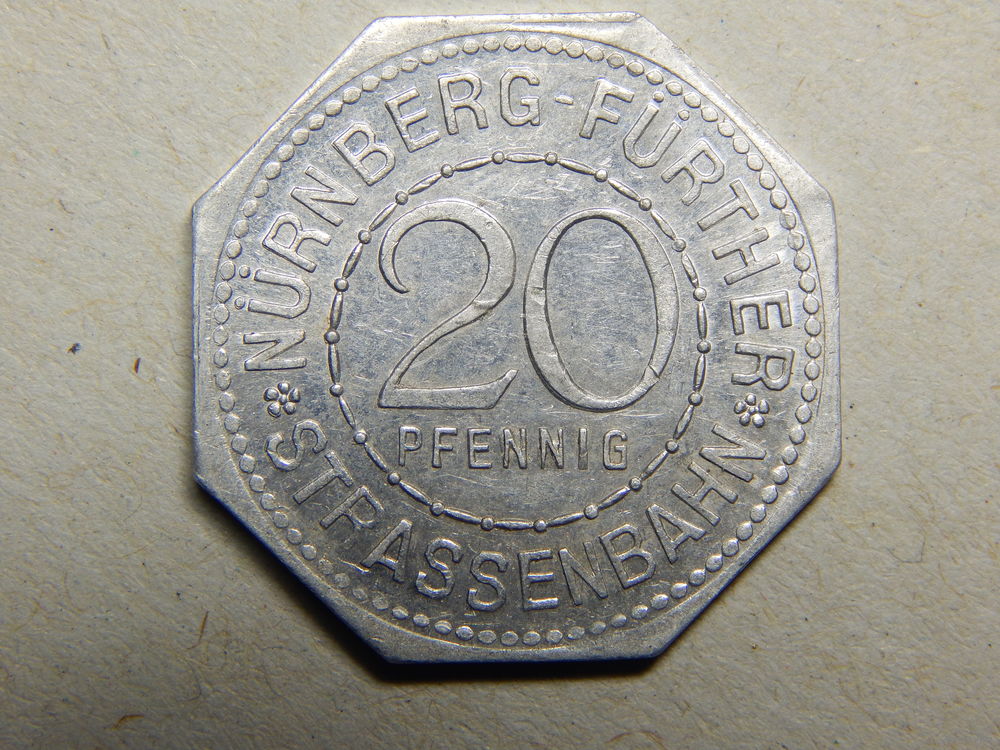 NÜRNBERG-FÜRTHER
20
PFENNIG
STRASSENBAHN